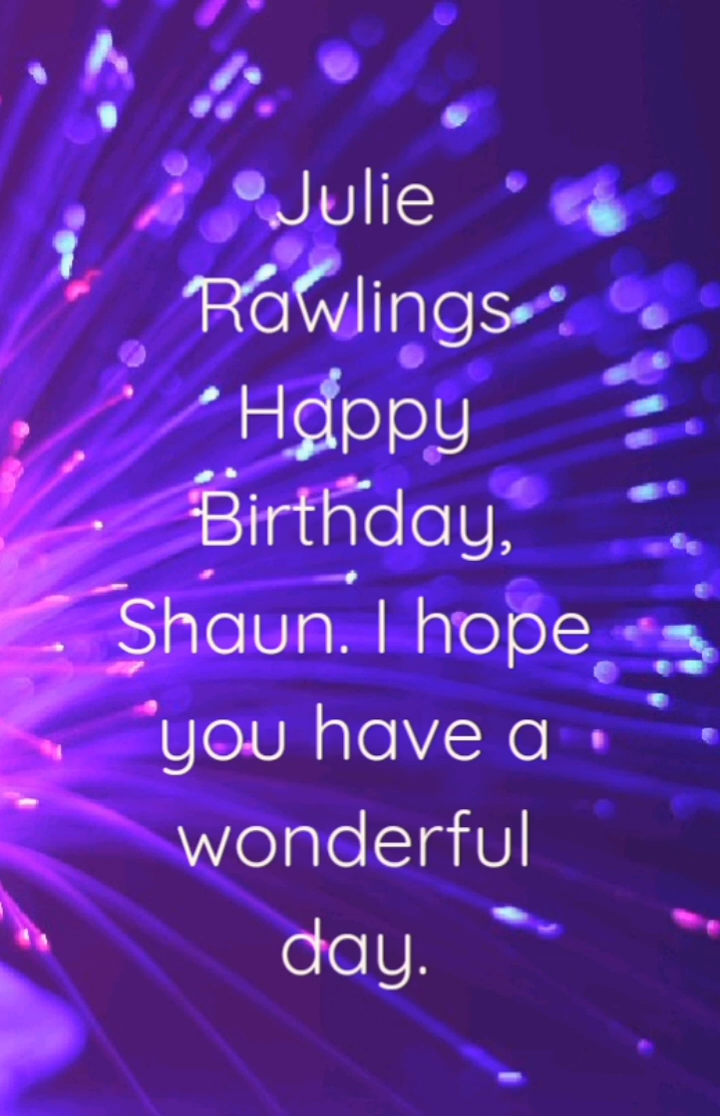 Julie
Rawlings
Happy
Birthday,
Shaun. I hope
you have a
wonderful
day.